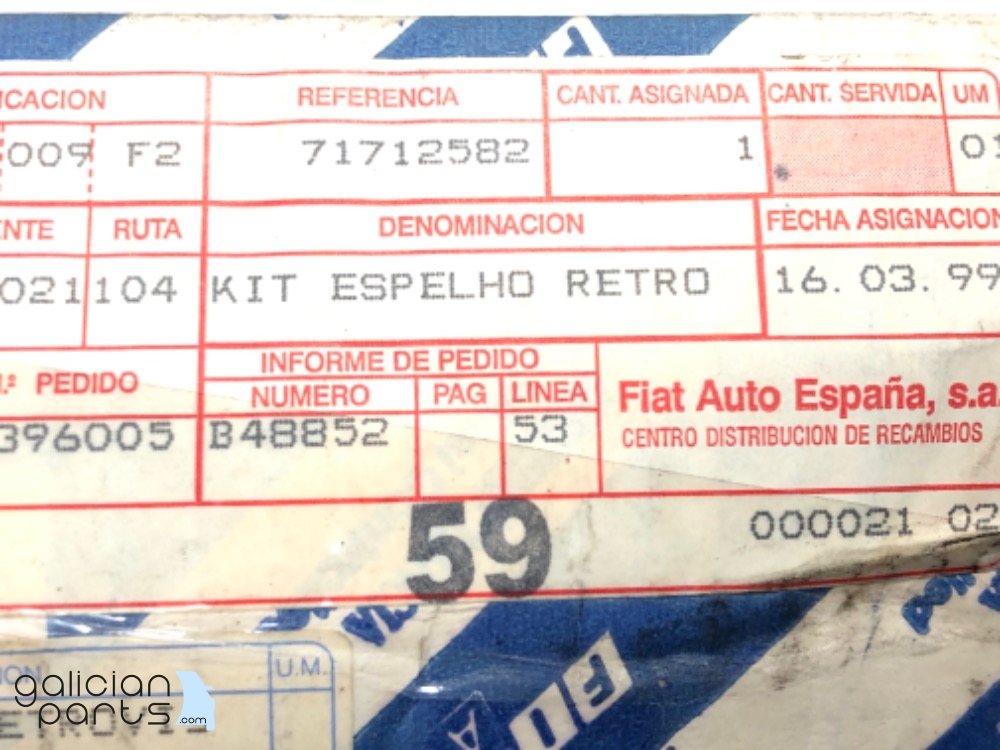 REFERENCIA CANT. ASIGNADA CANT. SERVIDA UM
009 F2 71712582 1 01
RUTA DENOMINACION FECHA ASIGNACION
021 104 KIT ESPELHO RETRO 16. 03. 99
PEDIDO INFORME DE PEDIDO
NUMERO PAG LINEA
396005 B48852 53
Fiat Auto España, s.a.
CENTRO DISTRIBUCION DE RECAMBIOS
59
000021 02
U.M.
galician
parts.com